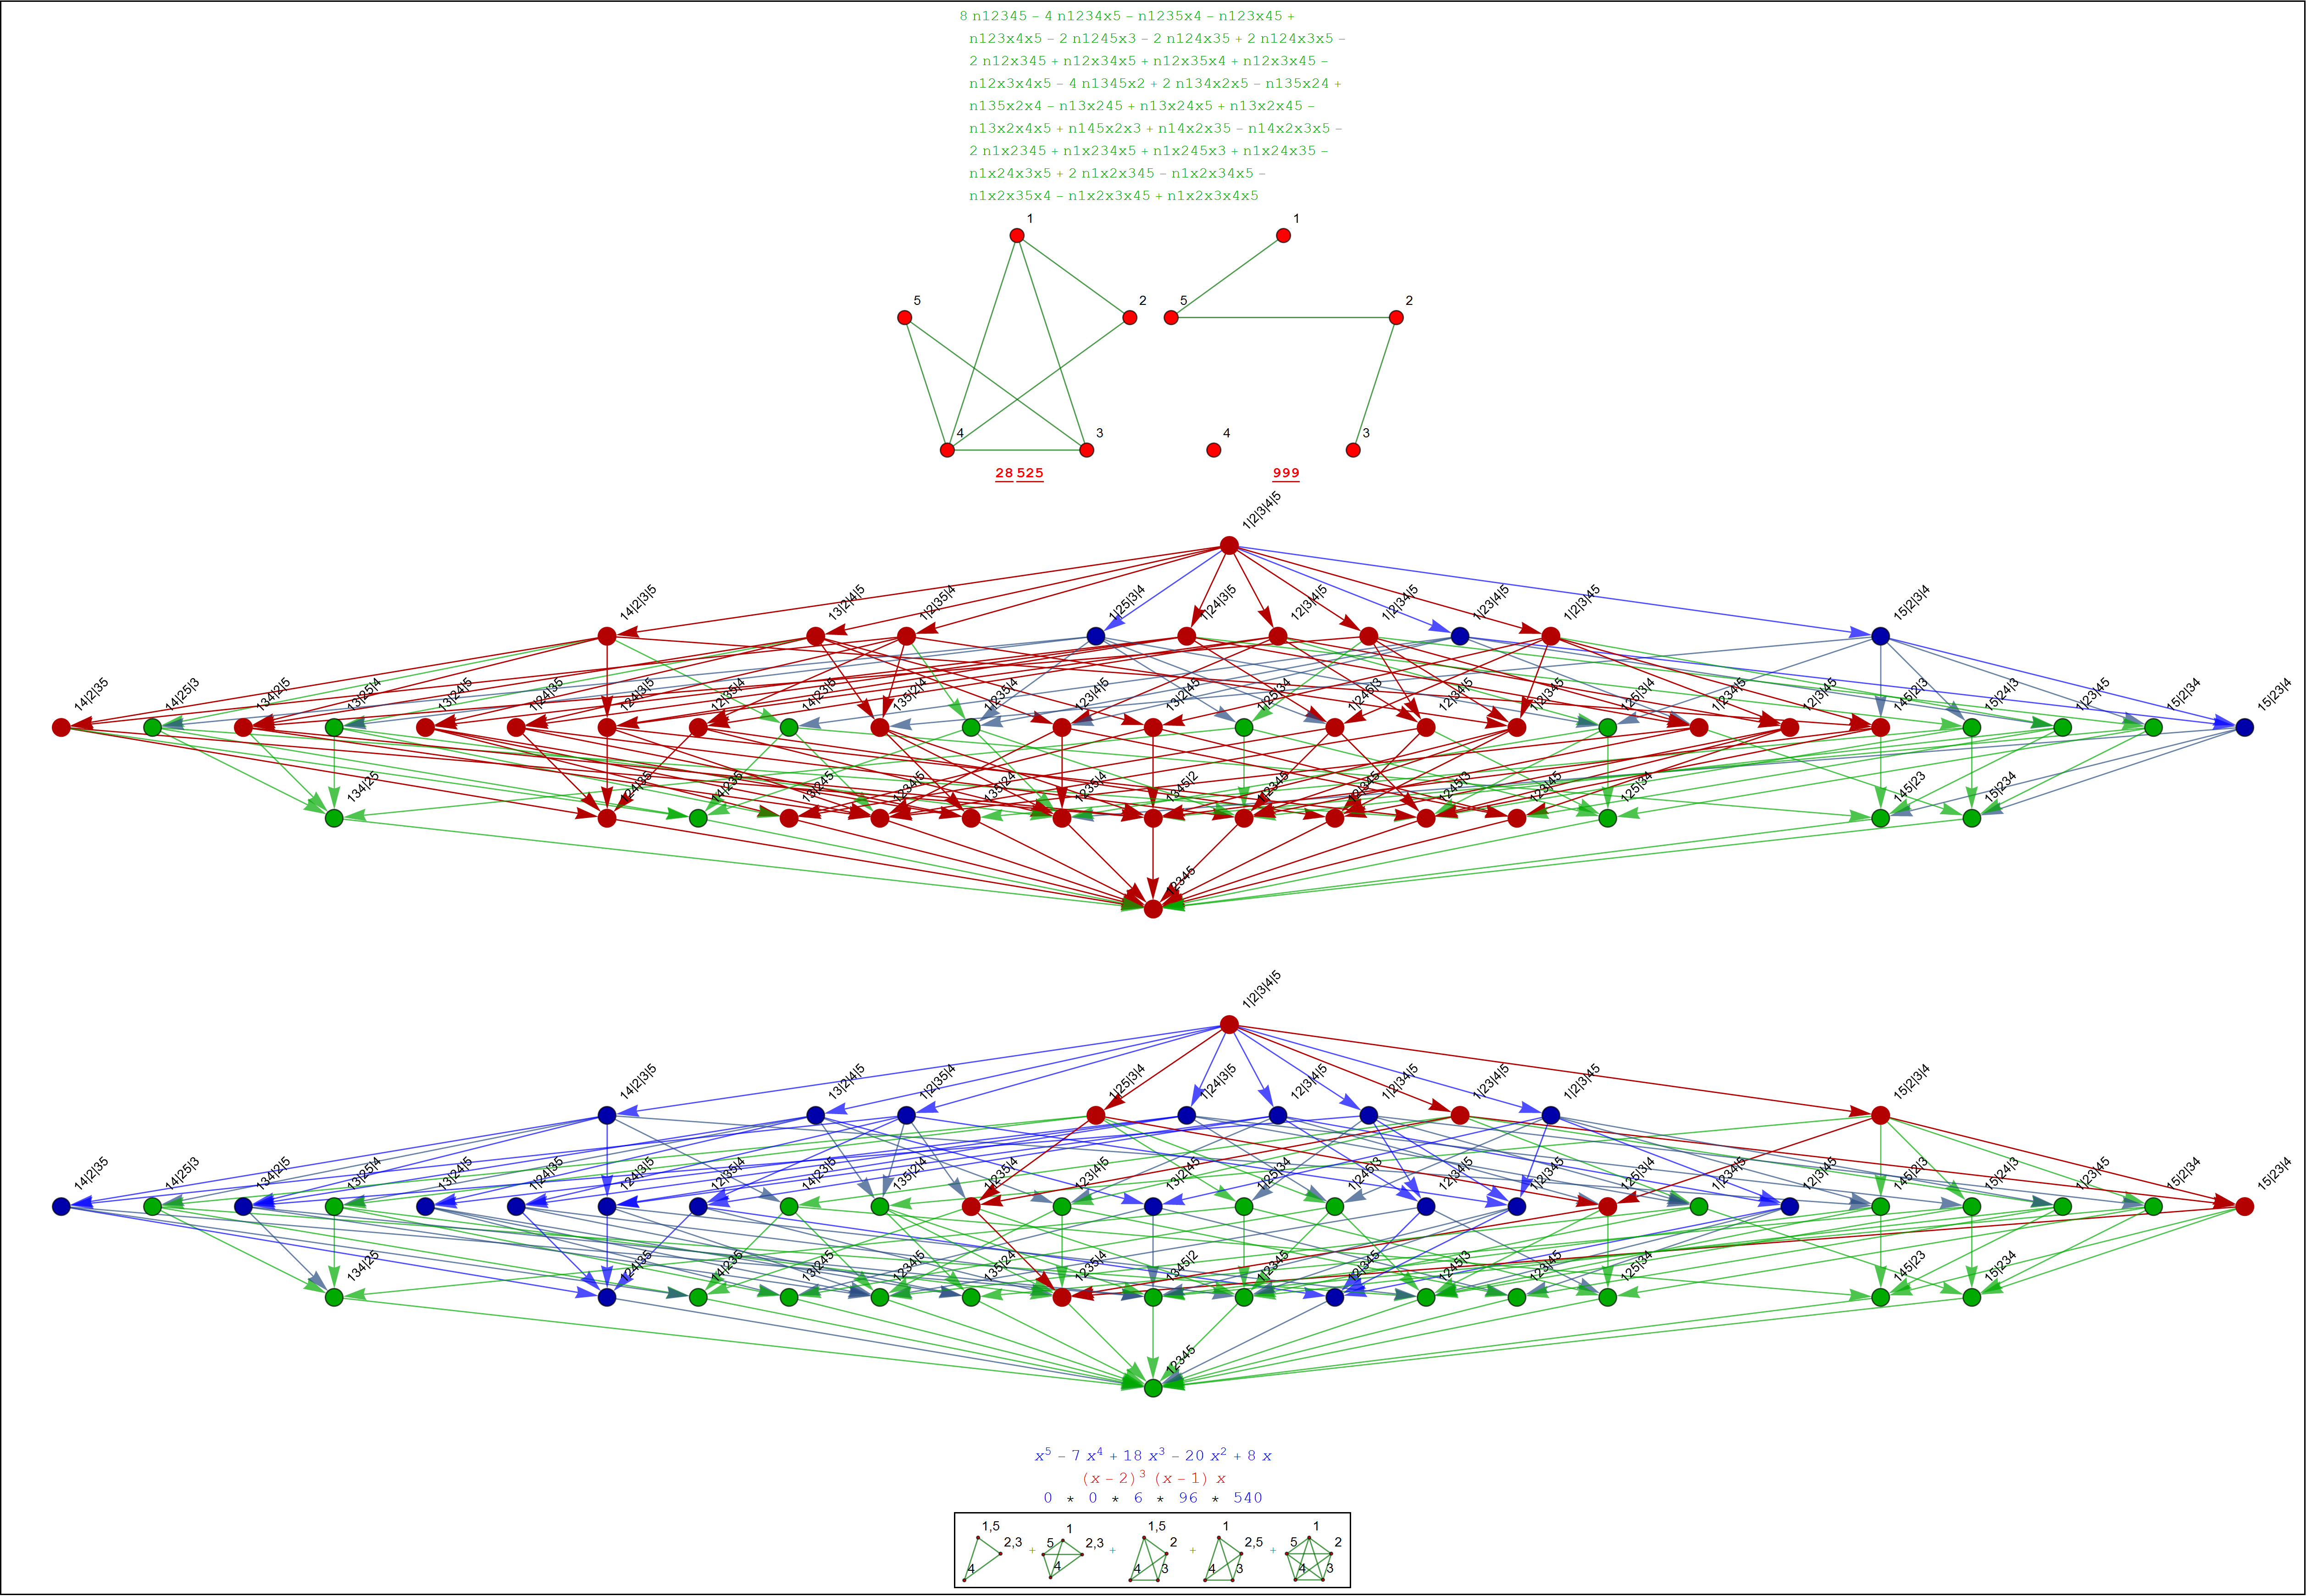 8 n12345 – 4 n1234x5 – n1235x4 – n123x45 +
n123x4x5 – 2 n1245x3 – 2 n124x35 + 2 n124x3x5 –
2 n12x345 + n12x34x5 + n12x35x4 + n12x3x45 –
n12x3x4x5 – 4 n1345x2 + 2 n134x2x5 – n135x24 +
n135x2x4 – n13x245 + n13x24x5 + n13x2x45 –
n13x2x4x5 + n145x2x3 + n14x2x35 – n14x2x3x5 –
2 n1x2345 + n1x234x5 + n1x245x3 + n1x24x35 –
n1x24x3x5 + 2 n1x2x345 – n1x2x34x5 –
n1x2x35x4 – n1x2x3x45 + n1x2x3x4x5
1 1
5 2 5 2
4 3 4 3
28 525 999
1|2|3|4|5
14|2|3|5 13|2|4|5 1|2|35|4 1|25|3|4 1|24|3|5 12|3|4|5 1|2|34|5 1|23|4|5 1|2|3|45 15|2|3|4
14|2|35 14|25|3 134|2|5 13|25|4 13|24|5 1|24|35 124|3|5 12|35|4 14|23|5 135|2|4 1|235|4 123|4|5 13|2|45 1|25|34 1|245|3 12|34|5 1|2|345 125|3|4 1|234|5 12|3|45 145|2|3 15|24|3 1|23|45 15|2|34 15|23|4
134|25 124|35 14|235 13|245 1234|5 135|24 1235|4 1345|2 1|2345 12|345 1245|3 123|45 125|34 145|23 15|234
12345
1|2|3|4|5
14|2|3|5 13|2|4|5 1|2|35|4 1|25|3|4 1|24|3|5 12|3|4|5 1|2|34|5 1|23|4|5 1|2|3|45 15|2|3|4
14|2|35 14|25|3 134|2|5 13|25|4 13|24|5 1|24|35 124|3|5 12|35|4 14|23|5 135|2|4 1|235|4 123|4|5 13|2|45 1|25|34 1|245|3 12|34|5 1|2|345 125|3|4 1|234|5 12|3|45 145|2|3 15|24|3 1|23|45 15|2|34 15|23|4
134|25 124|35 14|235 13|245 1234|5 135|24 1235|4 1345|2 1|2345 12|345 1245|3 123|45 125|34 145|23 15|234
12345
x⁵ – 7 x⁴ + 18 x³ – 20 x² + 8 x
(x – 2)³ (x – 1) x
0 * 0 * 6 * 96 * 540
1,5 2,3 4 + 1 5 2,3 4 + 1,5 2 4 3 + 1 2,5 4 3 + 1 5 2 4 3